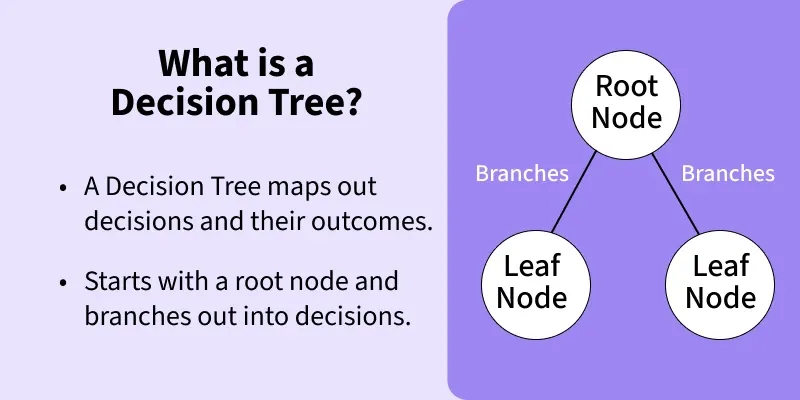 What is a
Decision Tree?
• A Decision Tree maps out
decisions and their outcomes.
• Starts with a root node and
branches out into decisions.
Root
Node
Branches
Branches
Leaf
Node
Leaf
Node